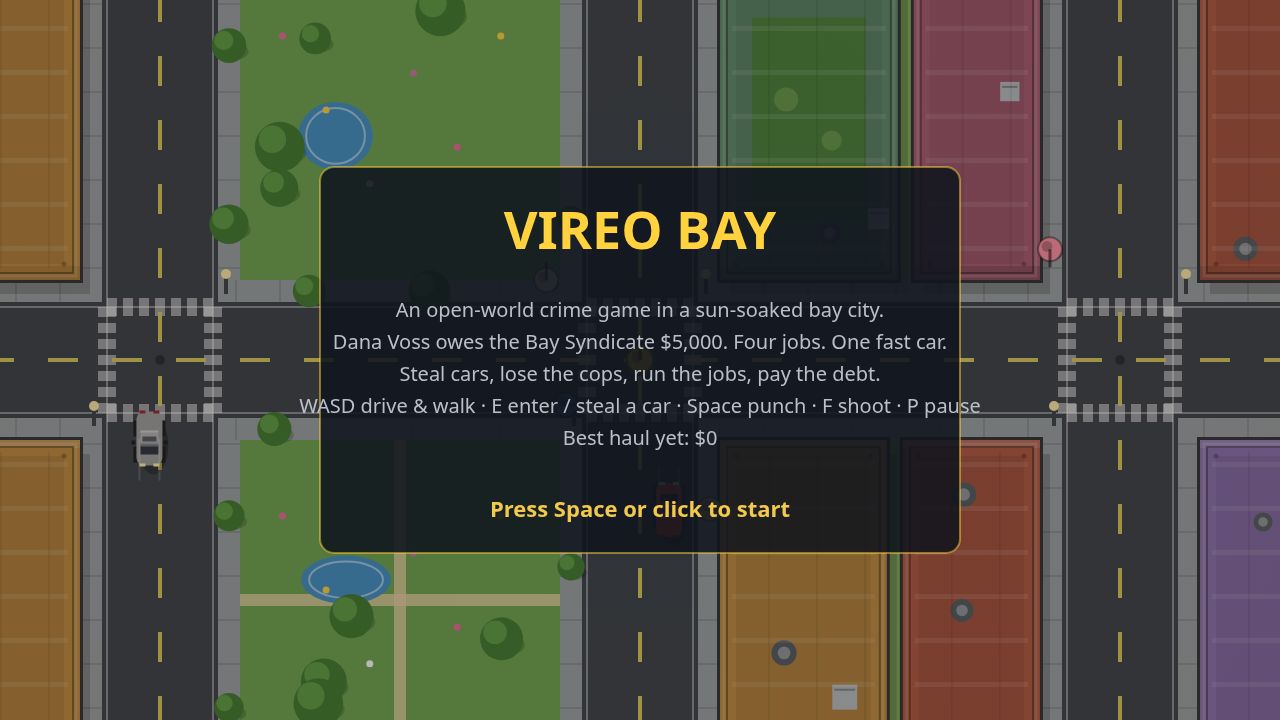 VIREO BAY
An open-world crime game in a sun-soaked bay city.
Dana Voss owes the Bay Syndicate $5,000. Four jobs. One fast car.
Steal cars, lose the cops, run the jobs, pay the debt.
WASD drive & walk · E enter / steal a car · Space punch · F shoot · P pause
Best haul yet: $0
Press Space or click to start